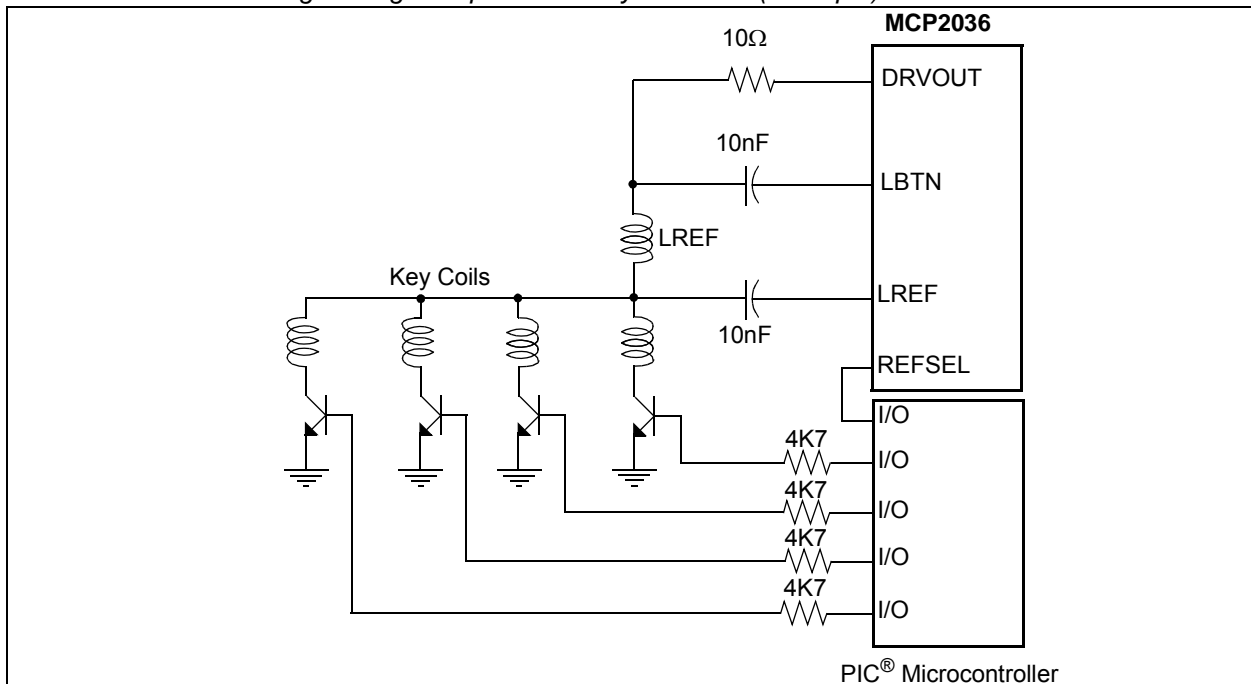 MCP2036
10Ω
DRVOUT
10nF
LBTN
LREF
Key Coils
LREF
10nF
REFSEL
I/O
4K7
I/O
4K7
I/O
4K7
I/O
4K7
I/O
PIC® Microcontroller